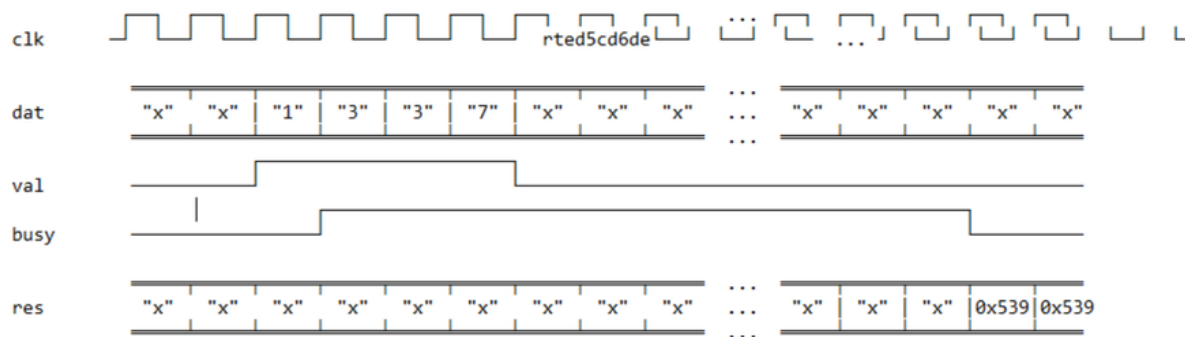 ...
clk rted5cd6de ...
...
dat "x" "x" "1" "3" "3" "7" "x" "x" "x" ... "x" "x" "x" "x" "x"
...
val
busy
...
res "x" "x" "x" "x" "x" "x" "x" "x" "x" ... "x" "x" "x" 0x539 0x539
...